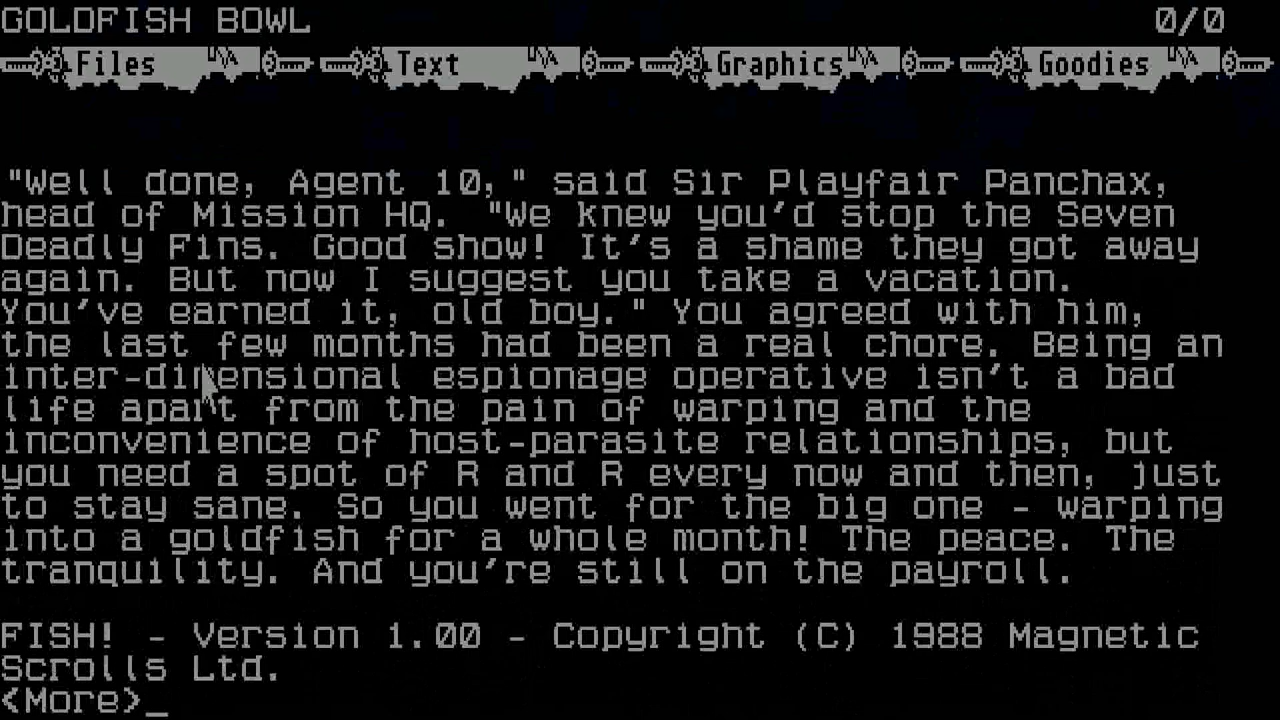 GOLDFISH BOWL 0/0
Files Text Graphics Goodies
"Well done, Agent 10," said Sir Playfair Panchax,
head of Mission HQ. "We knew you'd stop the Seven
Deadly Fins. Good show! It's a shame they got away
again. But now I suggest you take a vacation.
You've earned it, old boy." You agreed with him,
the last few months had been a real chore. Being an
inter-dimensional espionage operative isn't a bad
life apart from the pain of warping and the
inconvenience of host-parasite relationships, but
you need a spot of R and R every now and then, just
to stay sane. So you went for the big one - warping
into a goldfish for a whole month! The peace. The
tranquility. And you're still on the payroll.
FISH! - Version 1.00 - Copyright (C) 1988 Magnetic
Scrolls Ltd.
<More>_